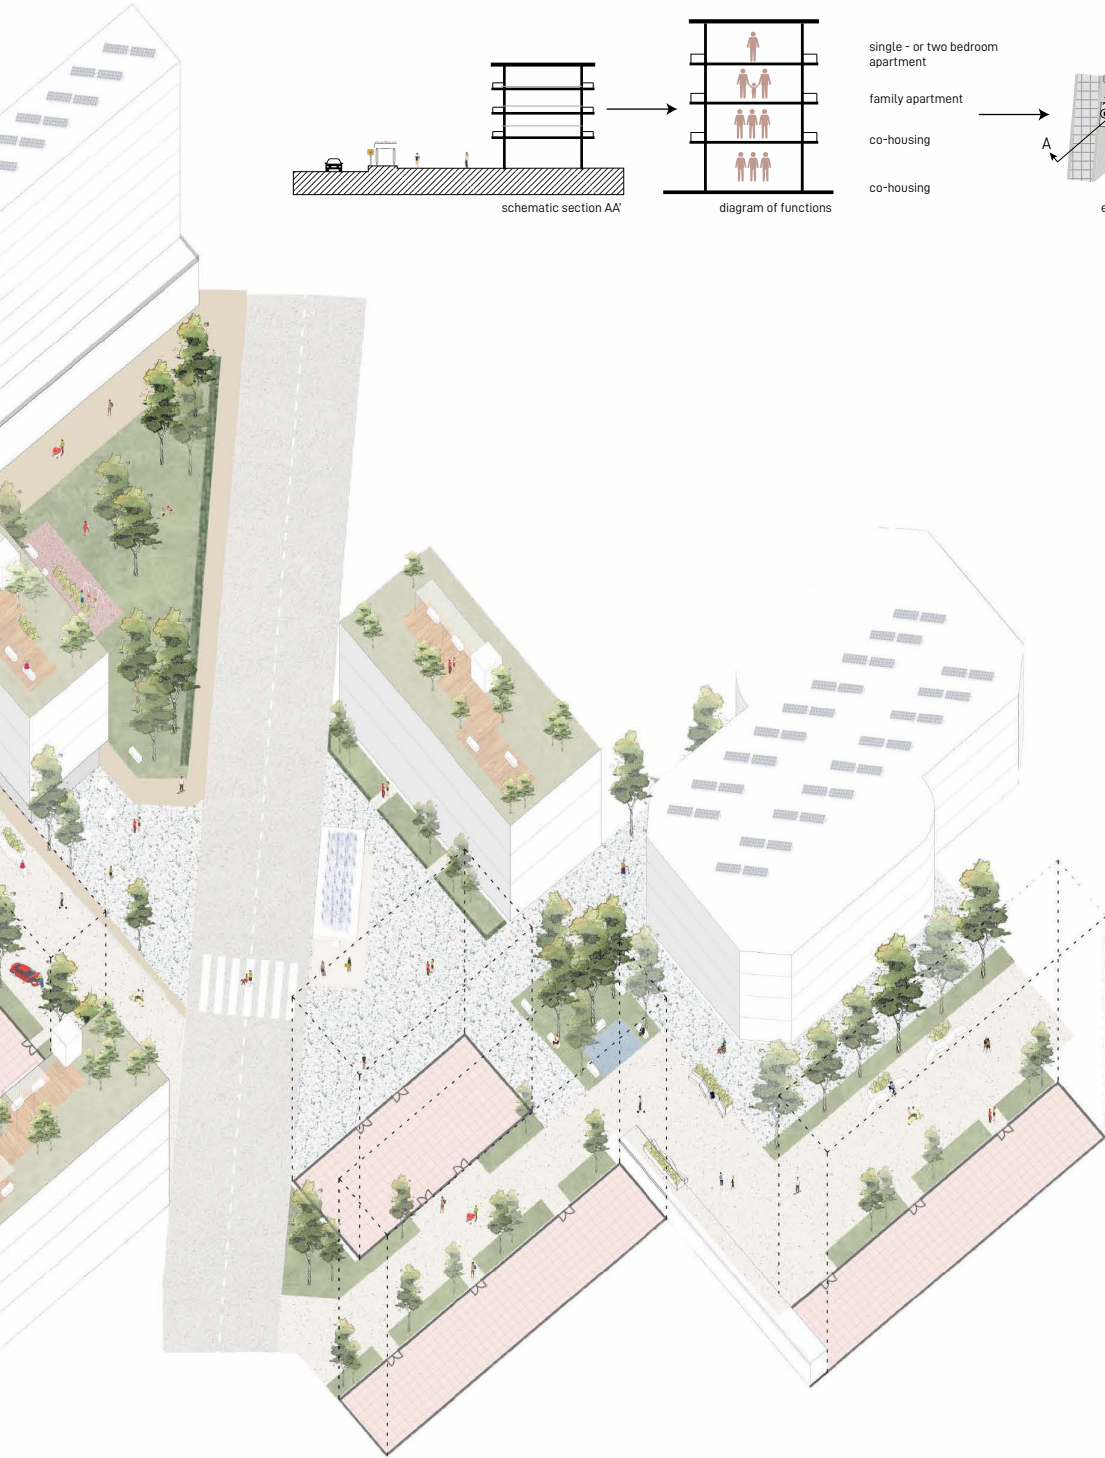 single - or two bedroom
apartment
family apartment
co-housing
co-housing
A
schematic section AA'
diagram of functions
e